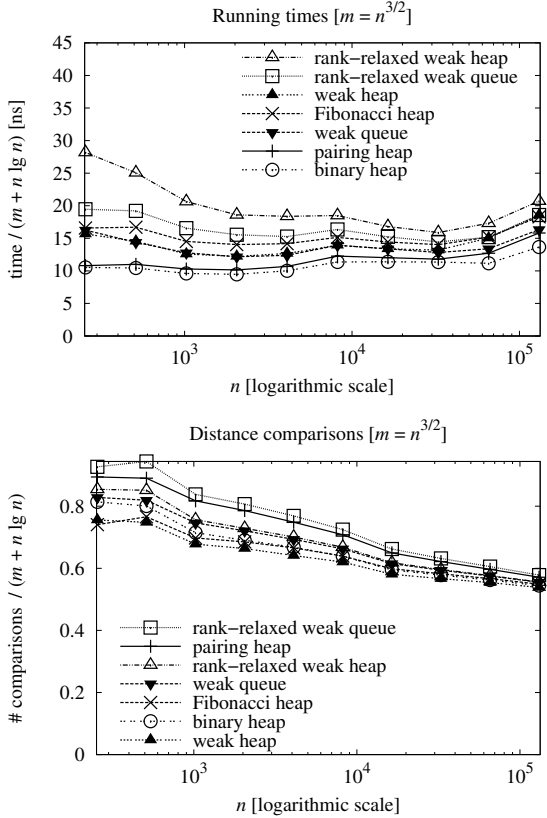 Running times [m = n^3/2]
time / (m + n lg n) [ns]
45
40
35
30
25
20
15
10
5
0
rank−relaxed weak heap
rank−relaxed weak queue
weak heap
Fibonacci heap
weak queue
pairing heap
binary heap
10^3
10^4
10^5
n [logarithmic scale]
Distance comparisons [m = n^3/2]
# comparisons / (m + n lg n)
0.8
0.6
0.4
0.2
0
rank−relaxed weak queue
pairing heap
rank−relaxed weak heap
weak queue
Fibonacci heap
binary heap
weak heap
10^3
10^4
10^5
n [logarithmic scale]